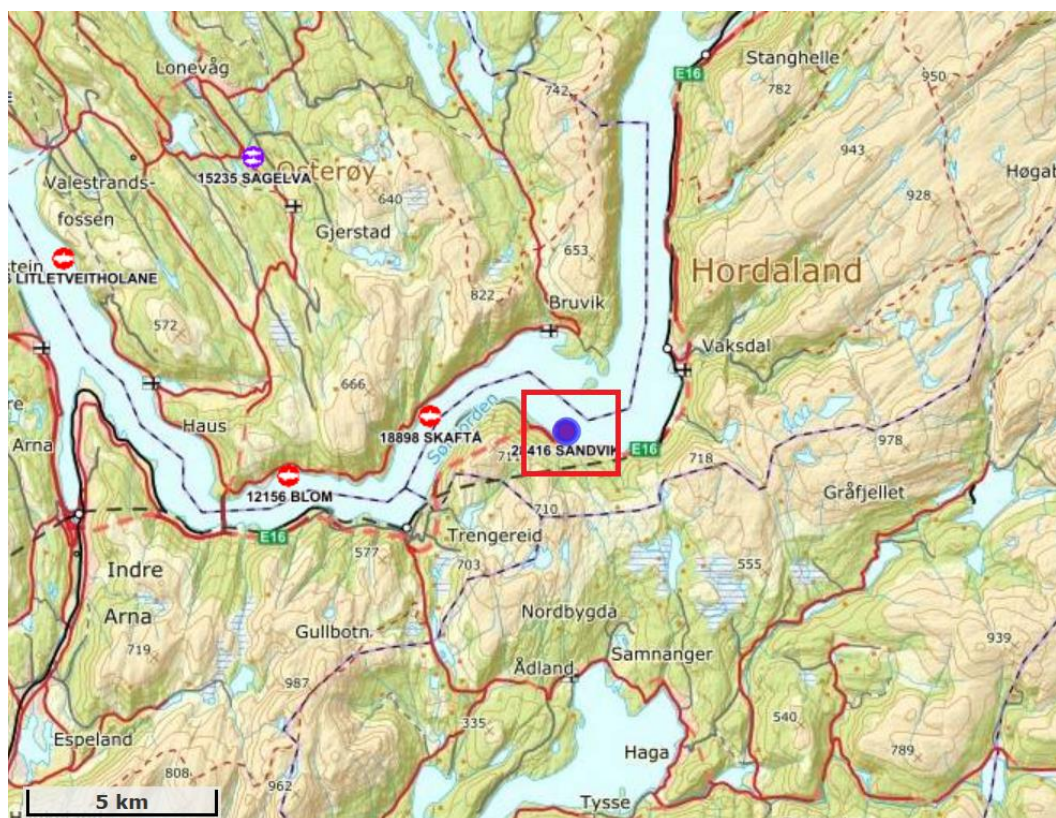 Stanghelle
Lonevåg
E16
742
782
950
943
15235 SAGELVA
Osterøy
Valestrands-
fossen
640
928
Gjerstad
653
Hordaland
LITLETVEITHOLANE
822
Bruvik
572
Vaksdal
666
Haus
18898 SKAFTÅ
Arna
SANDVIK
E16
718
978
12156 BLOM
Gråfjellet
710
E16
Trengereid
577
703
555
Indre
Arna
Nordbygda
Gullbotn
719
Samnanger
939
Ådland
987
335
540
Espeland
Haga
789
808
962
5 km
Tysse